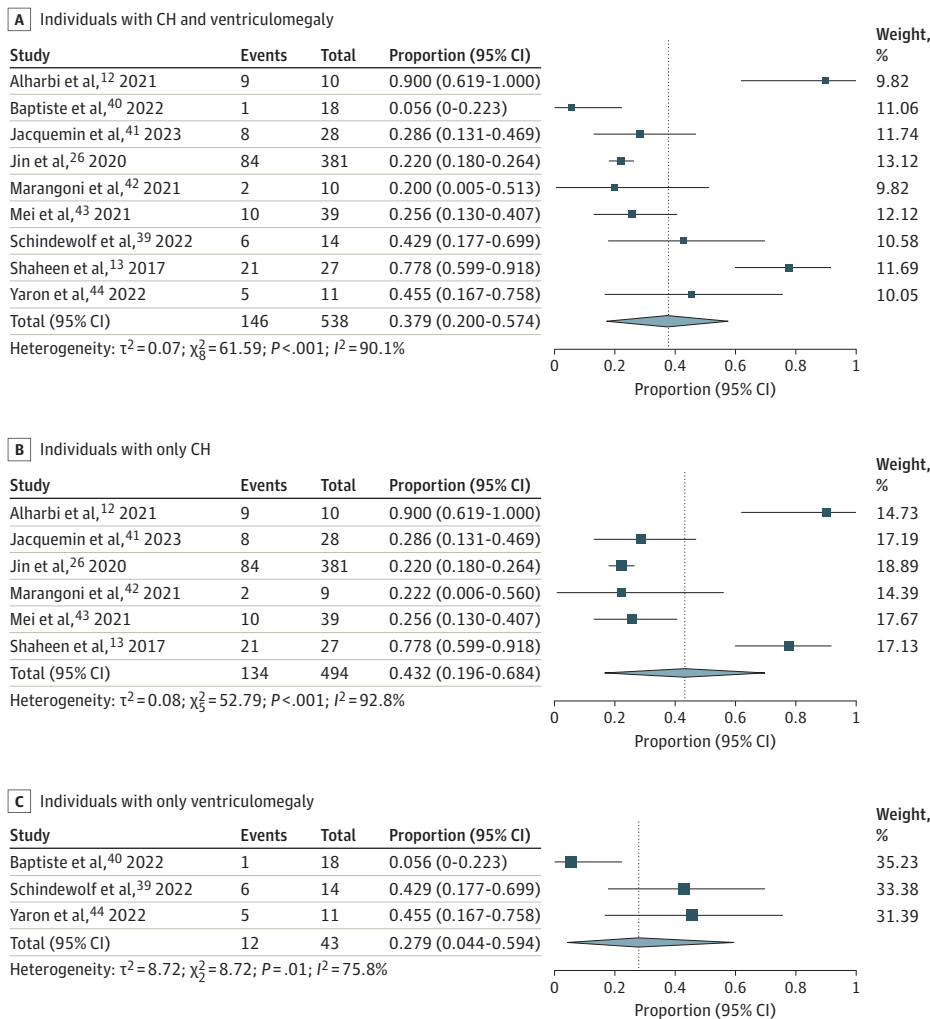 A Individuals with CH and ventriculomegaly
Study Events Total Proportion (95% CI) Weight, %
Alharbi et al,12 2021 9 10 0.900 (0.619-1.000) 9.82
Baptiste et al,40 2022 1 18 0.056 (0-0.223) 11.06
Jacquemin et al,41 2023 8 28 0.286 (0.131-0.469) 11.74
Jin et al,26 2020 84 381 0.220 (0.180-0.264) 13.12
Marangoni et al,42 2021 2 10 0.200 (0.005-0.513) 9.82
Mei et al,43 2021 10 39 0.256 (0.130-0.407) 12.12
Schindewolf et al,39 2022 6 14 0.429 (0.177-0.699) 10.58
Shaheen et al,13 2017 21 27 0.778 (0.599-0.918) 11.69
Yaron et al,44 2022 5 11 0.455 (0.167-0.758) 10.05
Total (95% CI) 146 538 0.379 (0.200-0.574)
Heterogeneity: τ2=0.07; χ28=61.59; P<.001; I2=90.1%
0 0.2 0.4 0.6 0.8 1
Proportion (95% CI)
B Individuals with only CH
Study Events Total Proportion (95% CI) Weight, %
Alharbi et al,12 2021 9 10 0.900 (0.619-1.000) 14.73
Jacquemin et al,41 2023 8 28 0.286 (0.131-0.469) 17.19
Jin et al,26 2020 84 381 0.220 (0.180-0.264) 18.89
Marangoni et al,42 2021 2 9 0.222 (0.006-0.560) 14.39
Mei et al,43 2021 10 39 0.256 (0.130-0.407) 17.67
Shaheen et al,13 2017 21 27 0.778 (0.599-0.918) 17.13
Total (95% CI) 134 494 0.432 (0.196-0.684)
Heterogeneity: τ2=0.08; χ25=52.79; P<.001; I2=92.8%
0 0.2 0.4 0.6 0.8 1
Proportion (95% CI)
C Individuals with only ventriculomegaly
Study Events Total Proportion (95% CI) Weight, %
Baptiste et al,40 2022 1 18 0.056 (0-0.223) 35.23
Schindewolf et al,39 2022 6 14 0.429 (0.177-0.699) 33.38
Yaron et al,44 2022 5 11 0.455 (0.167-0.758) 31.39
Total (95% CI) 12 43 0.279 (0.044-0.594)
Heterogeneity: τ2=8.72; χ22=8.72; P=.01; I2=75.8%
0 0.2 0.4 0.6 0.8 1
Proportion (95% CI)